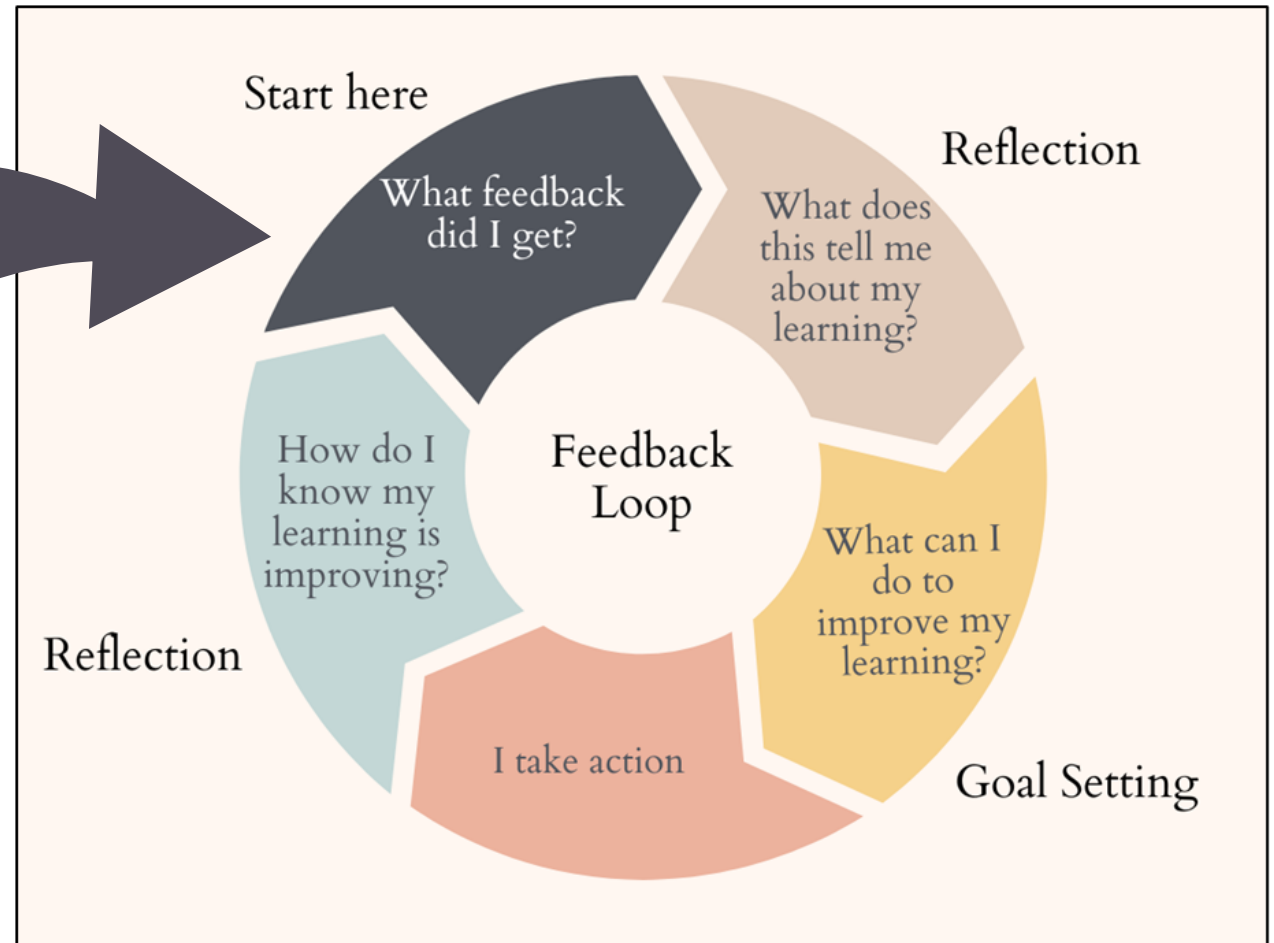 Start here
What feedback
did I get?
Reflection
What does
this tell me
about my
learning?
What can I
do to
improve my
learning?
Goal Setting
I take action
Reflection
How do I
know my
learning is
improving?
Feedback
Loop